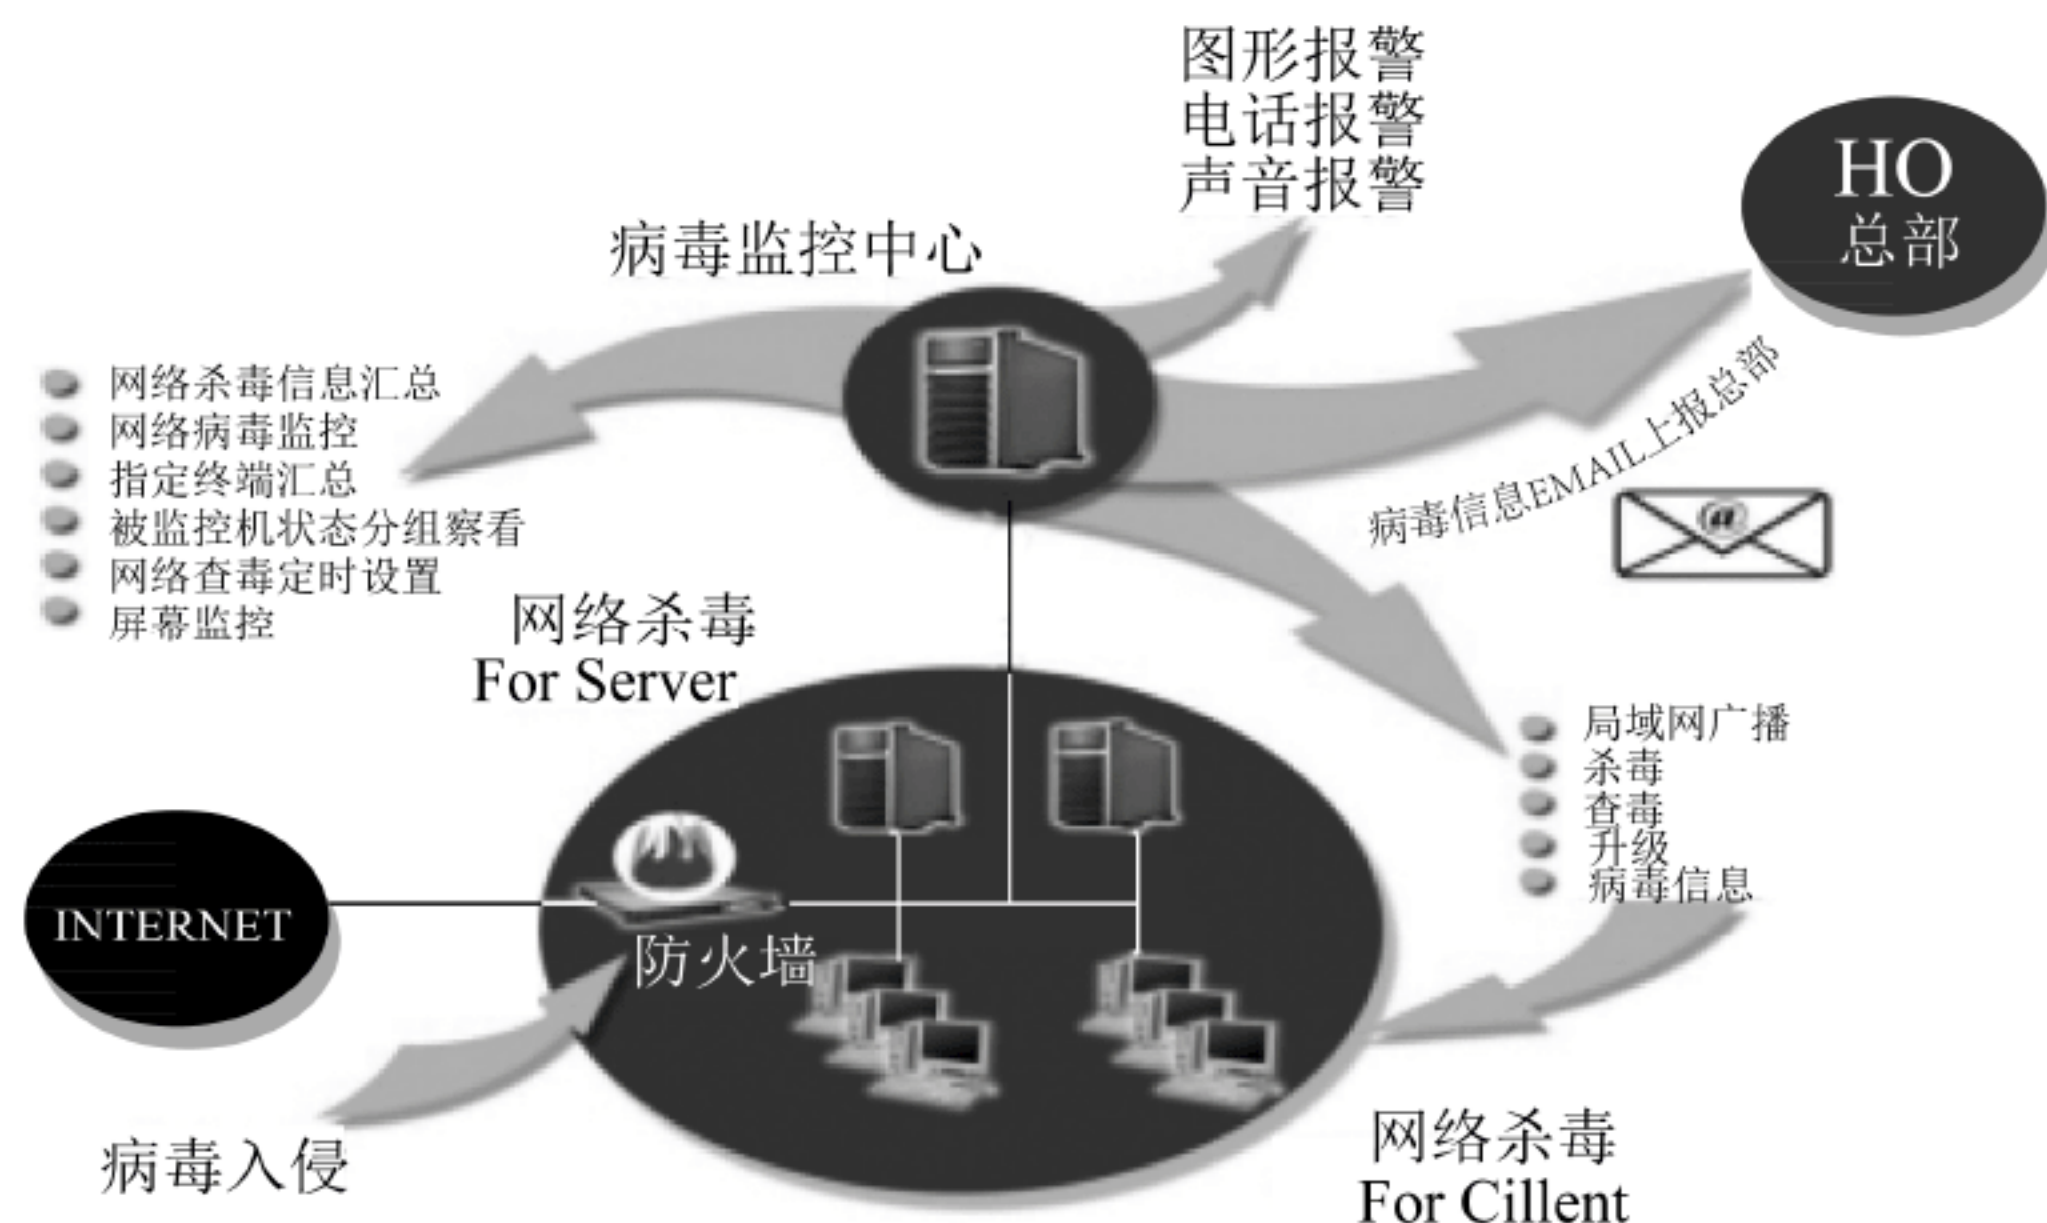 图形报警
电话报警
声音报警
HO
总部
病毒监控中心
网络杀毒信息汇总
网络病毒监控
指定终端汇总
被监控机状态分组察看
网络查毒定时设置
屏幕监控
病毒信息EMAIL上报总部
@
网络杀毒
For Server
局域网广播
杀毒
查毒
升级
病毒信息
INTERNET
防火墙
病毒入侵
网络杀毒
For Cillent